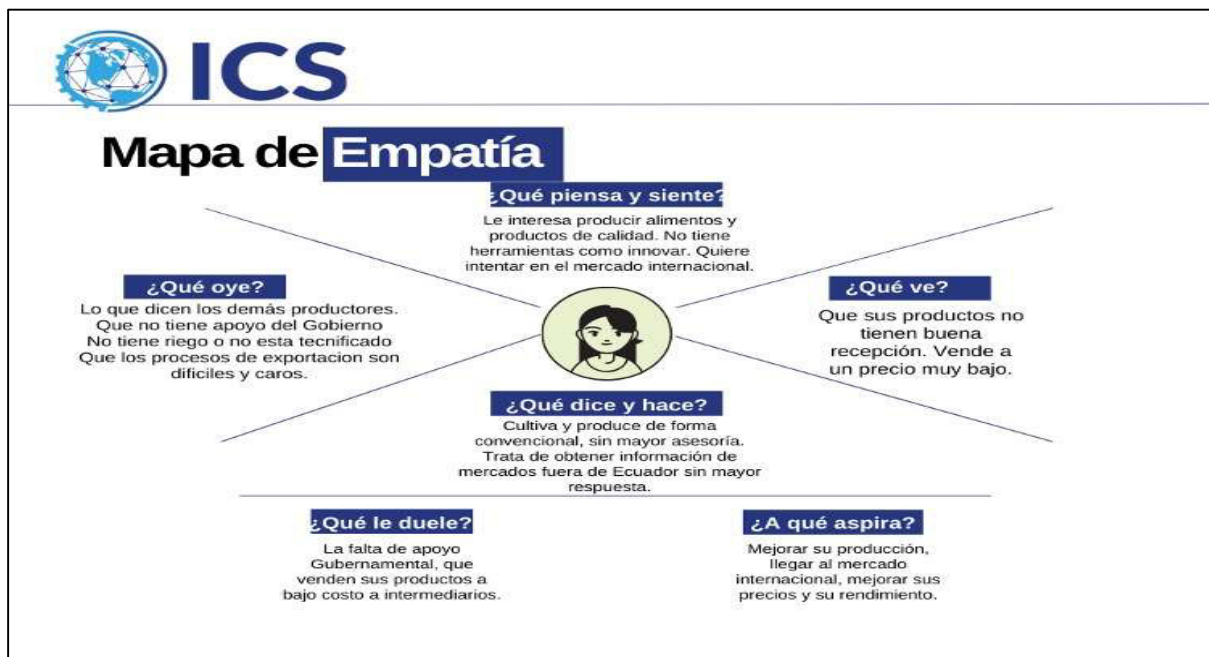 ICS
Mapa de Empatía
¿Qué piensa y siente?
Le interesa producir alimentos y
productos de calidad. No tiene
herramientas como innovar. Quiere
intentar en el mercado internacional.
¿Qué oye?
Lo que dicen los demás productores.
Que no tiene apoyo del Gobierno
No tiene riego o no esta tecnificado
Que los procesos de exportacion son
dificiles y caros.
¿Qué ve?
Que sus productos no
tienen buena
recepción. Vende a
un precio muy bajo.
¿Qué dice y hace?
Cultiva y produce de forma
convencional, sin mayor asesoría.
Trata de obtener información de
mercados fuera de Ecuador sin mayor
respuesta.
¿Qué le duele?
La falta de apoyo
Gubernamental, que
venden sus productos a
bajo costo a intermediarios.
¿A qué aspira?
Mejorar su producción,
llegar al mercado
internacional, mejorar sus
precios y su rendimiento.